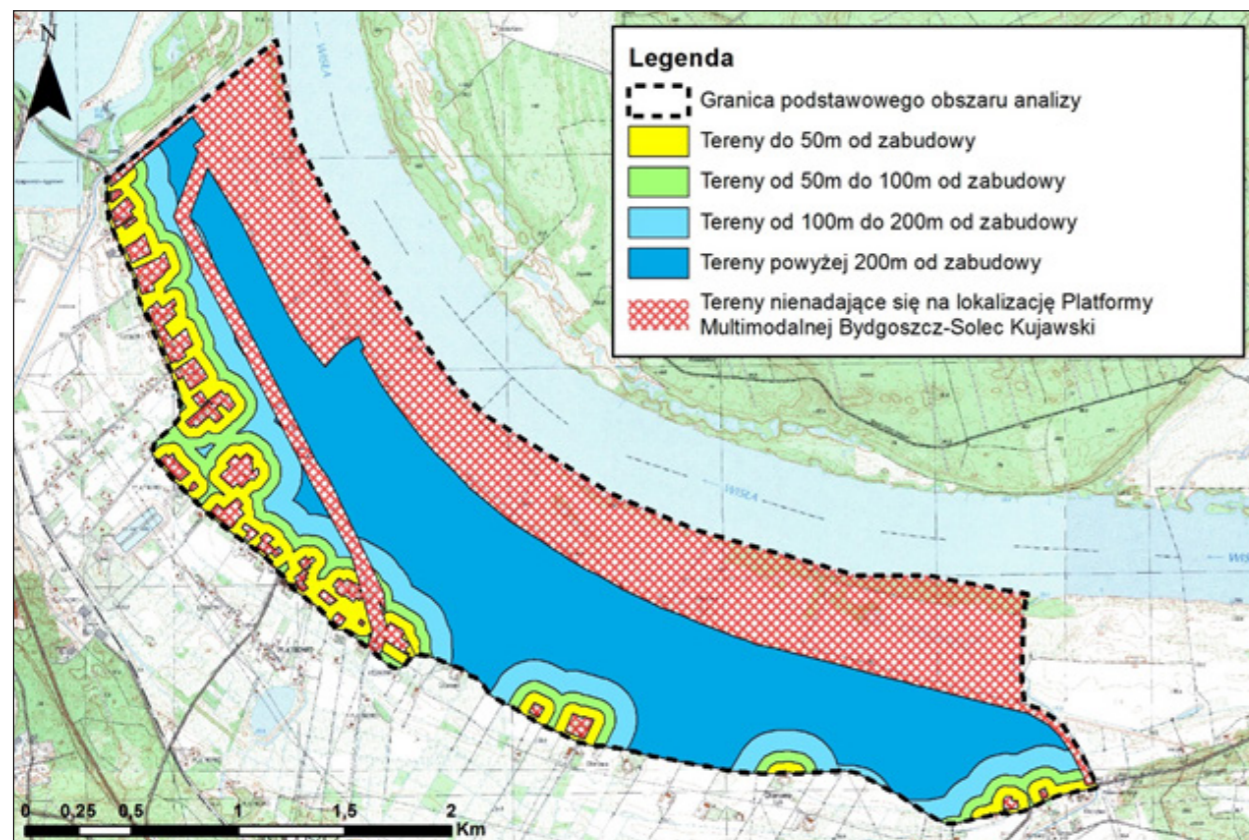 N
WISŁA
Legenda
Granica podstawowego obszaru analizy
Tereny do 50m od zabudowy
Tereny od 50m do 100m od zabudowy
Tereny od 100m do 200m od zabudowy
Tereny powyżej 200m od zabudowy
Tereny nienadające się na lokalizację Platformy
Multimodalnej Bydgoszcz-Solec Kujawski
WISŁA
0 0,25 0,5 1 1,5 2
Km